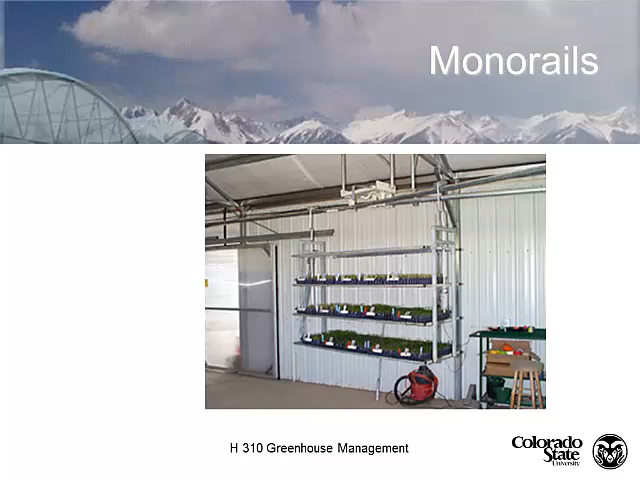 Monorails
H 310 Greenhouse Management
Colorado
State
University